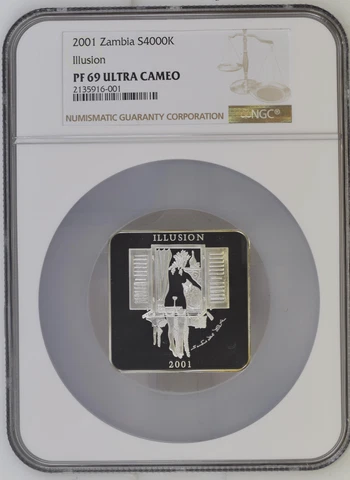 2001 Zambia S4000K
Illusion
PF 69 ULTRA CAMEO
2135916-001
NUMISMATIC GUARANTY CORPORATION
NGC®
ILLUSION
2001